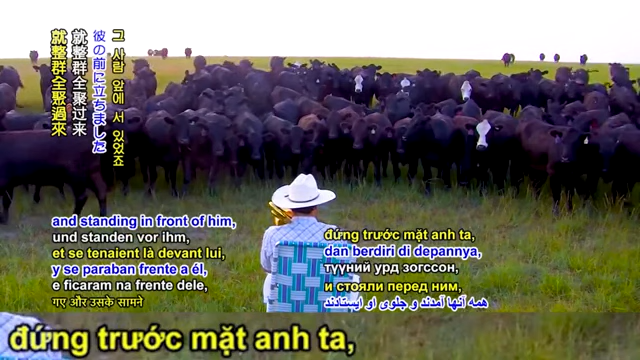 就整群全聚過來
就整群全聚过来
彼の前に立ちました
그 사람 앞에 서 있었죠
and standing in front of him,
und standen vor ihm,
et se tenaient là devant lui,
y se paraban frente a él,
e ficaram na frente dele,
गए और उसके सामने
đứng trước mặt anh ta,
dan berdiri di depannya,
түүний урд зогссон,
и стояли перед ним,
همه آنها آمدند و جلوی او ایستادند
đứng trước mặt anh ta,